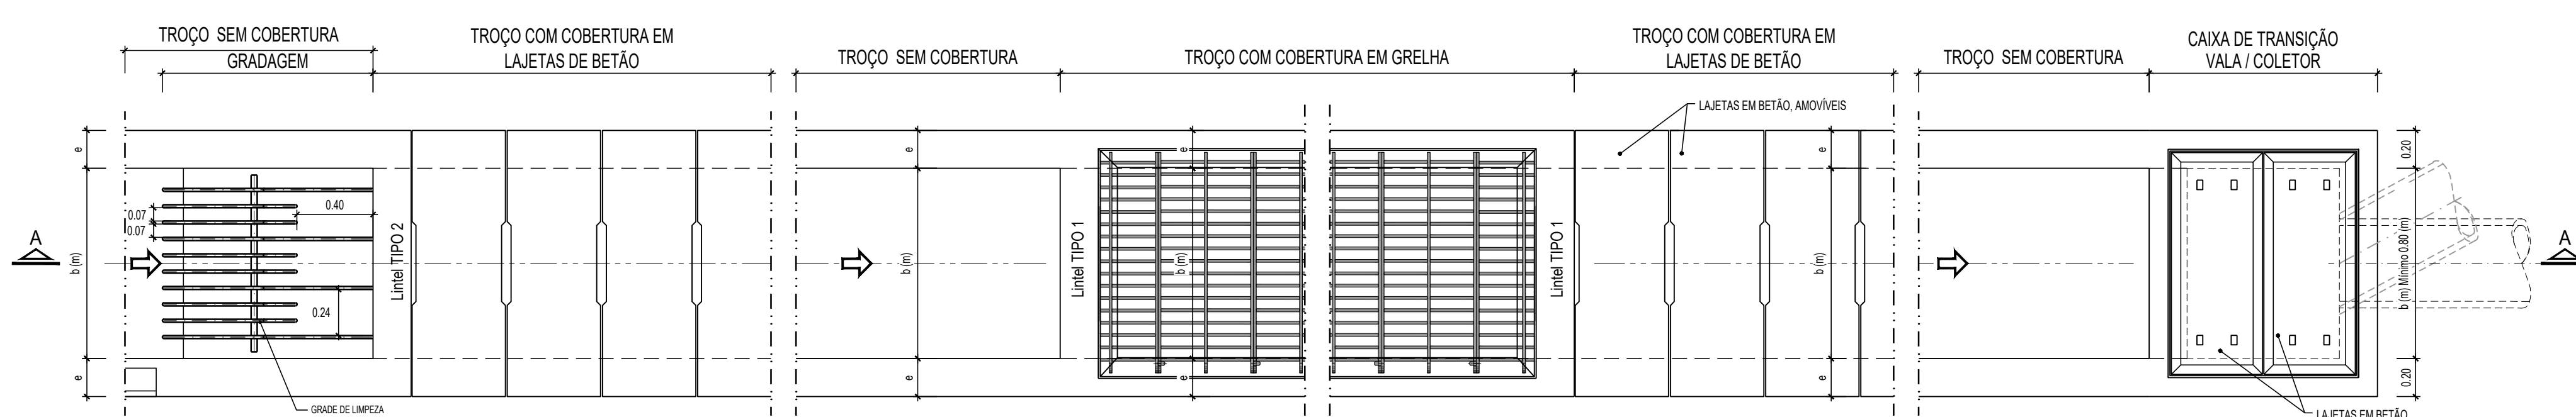 TROÇO SEM COBERTURA
GRADAGEM
TROÇO COM COBERTURA EM
LAJETAS DE BETÃO
TROÇO SEM COBERTURA
TROÇO COM COBERTURA EM GRELHA
TROÇO COM COBERTURA EM
LAJETAS DE BETÃO
TROÇO SEM COBERTURA
CAIXA DE TRANSIÇÃO
VALA / COLETOR
LAJETAS EM BETÃO, AMOVÍVEIS
e
e
e
e
0.20
0.07
0.07
0.40
0.24
A
b (m)
Lintel TIPO 2
b (m)
Lintel TIPO 1
b (m)
Lintel TIPO 1
b (m)
b (m) Mínimo 0.80 (m)
A
e
e
e
e
0.20
GRADE DE LIMPEZA
LAJETAS EM BETÃO